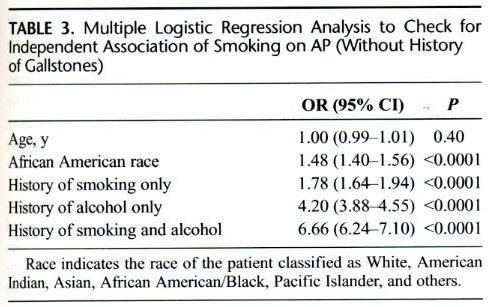 TABLE 3. Multiple Logistic Regression Analysis to Check for
Independent Association of Smoking on AP (Without History
of Gallstones)
OR (95% CI) P
Age, y 1.00 (0.99–1.01) 0.40
African American race 1.48 (1.40–1.56) <0.0001
History of smoking only 1.78 (1.64–1.94) <0.0001
History of alcohol only 4.20 (3.88–4.55) <0.0001
History of smoking and alcohol 6.66 (6.24–7.10) <0.0001
Race indicates the race of the patient classified as White, American
Indian, Asian, African American/Black, Pacific Islander, and others.